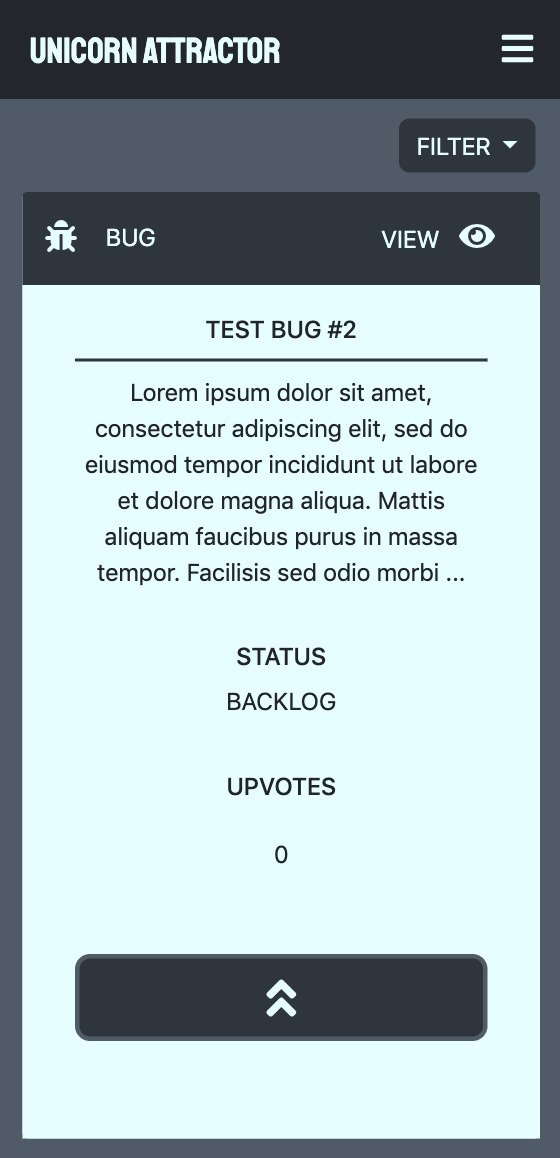 UNICORN ATTRACTOR
FILTER
BUG
VIEW
TEST BUG #2
Lorem ipsum dolor sit amet,
consectetur adipiscing elit, sed do
eiusmod tempor incididunt ut labore
et dolore magna aliqua. Mattis
aliquam faucibus purus in massa
tempor. Facilisis sed odio morbi ...
STATUS
BACKLOG
UPVOTES
0